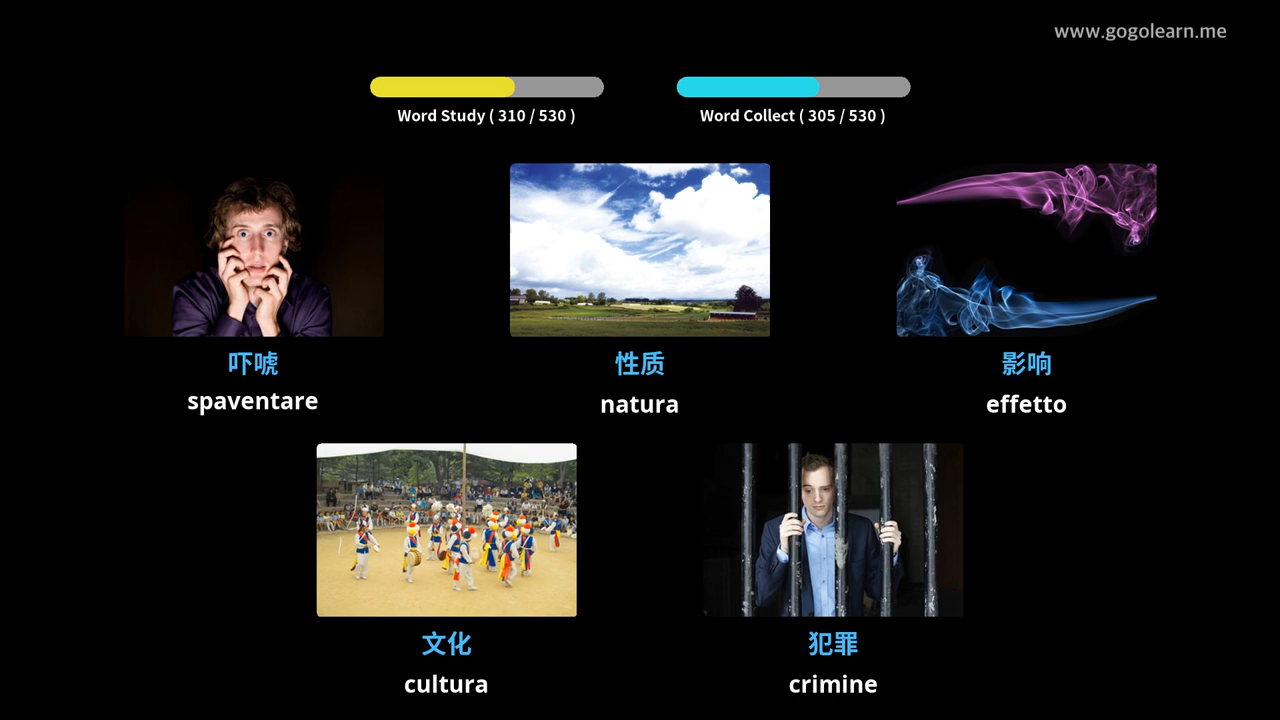 www.gogolearn.me
Word Study ( 310 / 530 )
Word Collect ( 305 / 530 )
吓唬
spaventare
性质
natura
影响
effetto
文化
cultura
犯罪
crimine